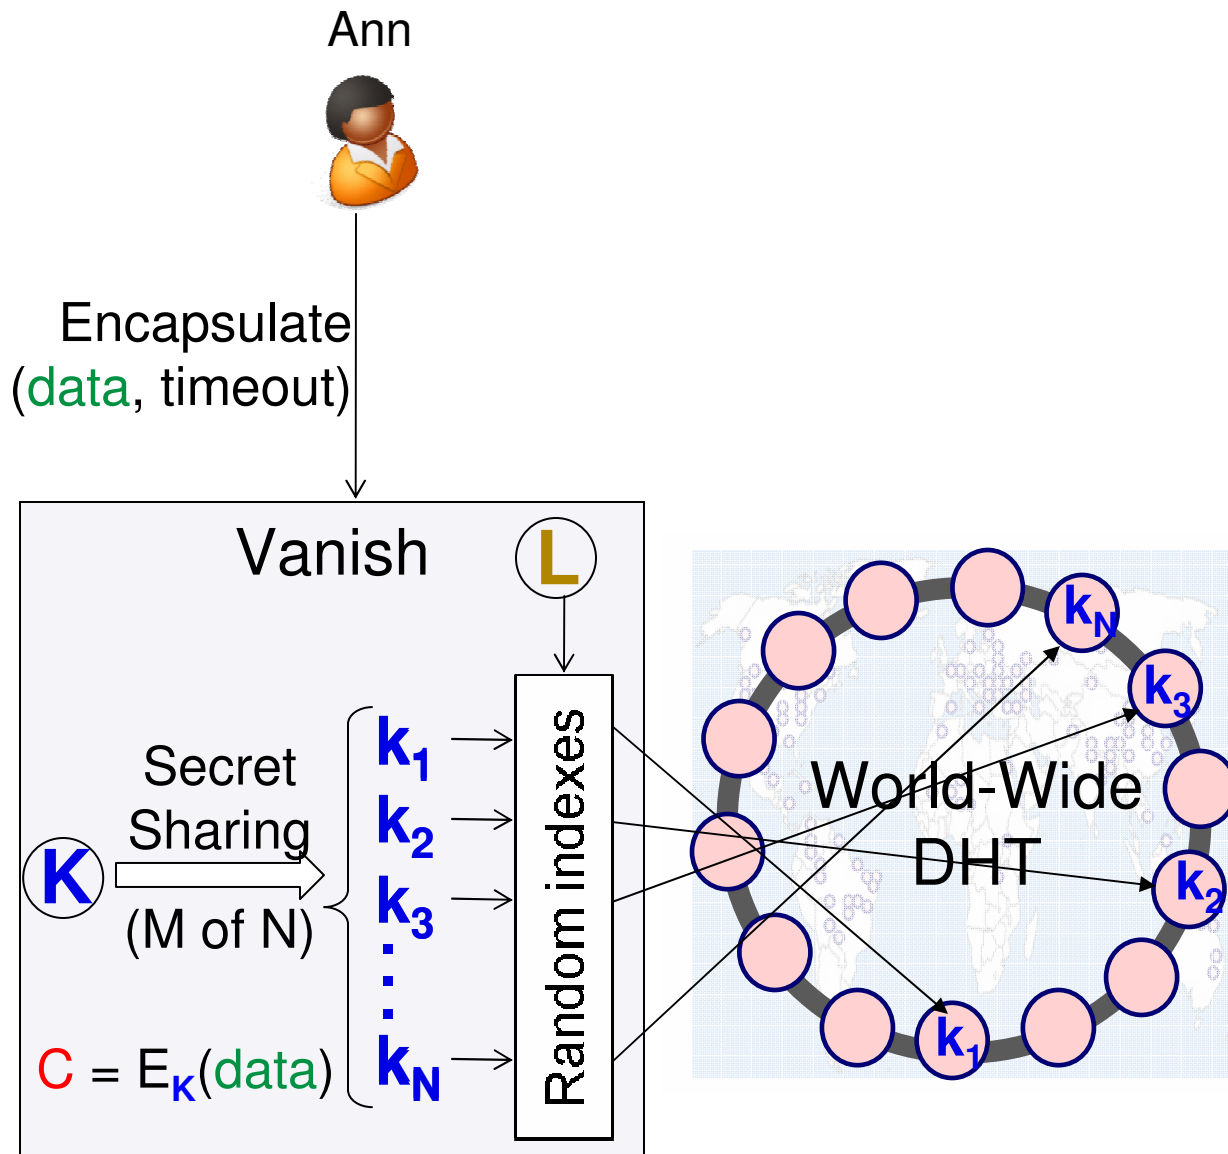 Ann
Encapsulate
(data, timeout)
Vanish
L
Secret
Sharing
(M of N)
K
k1
k2
k3
kN
C = EK(data)
Random indexes
World-Wide
DHT
kN
k3
k2
k1